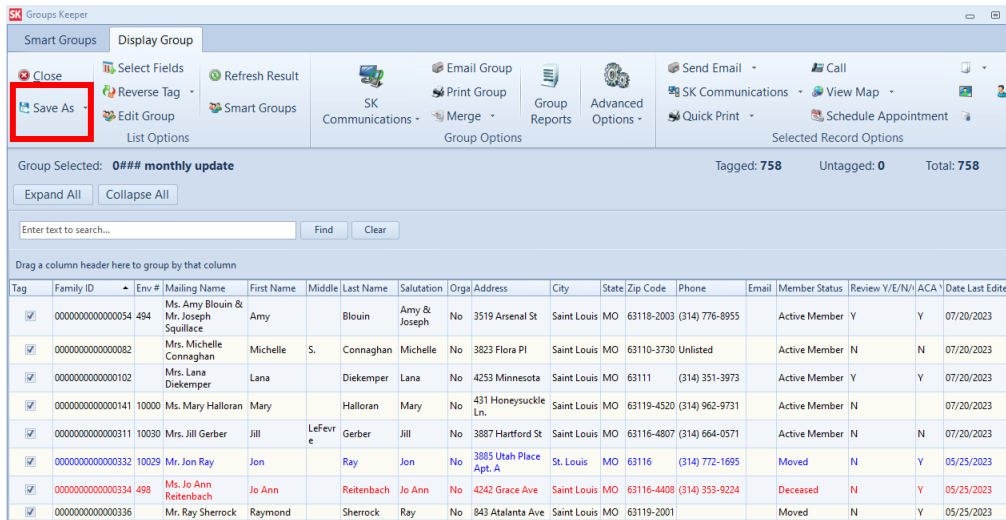 SK Groups Keeper
Smart Groups Display Group
Close
Save As
Select Fields
Reverse Tag
Edit Group
Refresh Result
Smart Groups
List Options
SK
Communications
Email Group
Print Group
Merge
Group
Reports
Advanced
Options
Group Options
Send Email
SK Communications
Quick Print
Call
View Map
Schedule Appointment
Selected Record Options
Group Selected: 0### monthly update Tagged: 758 Untagged: 0 Total: 758
Expand All Collapse All
Enter text to search... Find Clear
Drag a column header here to group by that column
Tag Family ID Env # Mailing Name First Name Middle Last Name Salutation Orga Address City State Zip Code Phone Email Member Status Review Y/E/N/ ACA Y Date Last Edite
000000000000054 494 Ms. Amy Blouin &
Mr. Joseph
Squillace
Amy Blouin Amy &
Joseph
No 3519 Arsenal St Saint Louis MO 63118-2003 (314) 776-8955 Active Member Y Y 07/20/2023
000000000000082 Mrs. Michelle
Connaghan
Michelle S. Connaghan Michelle No 3823 Flora Pl Saint Louis MO 63110-3730 Unlisted Active Member N N 07/20/2023
000000000000102 Mrs. Lana
Diekemper
Lana Diekemper Lana No 4253 Minnesota Saint Louis MO 63111 (314) 351-3973 Active Member Y Y 07/20/2023
000000000000141 10000 Ms. Mary Halloran Mary Halloran Mary No 431 Honeysuckle
Ln.
Saint Louis MO 63119-4520 (314) 962-9731 Active Member N 07/20/2023
000000000000311 10030 Mrs. Jill Gerber Jill LeFevr
e
Gerber Jill No 3887 Hartford St Saint Louis MO 63116-4807 (314) 664-0571 Active Member N N 07/20/2023
000000000000332 10029 Mr. Jon Ray Jon Ray Jon No 3885 Utah Place
Apt. A
St. Louis MO 63116 (314) 772-1695 Moved N Y 05/25/2023
000000000000334 498 Ms. Jo Ann
Reitenbach
Jo Ann Reitenbach Jo Ann No 4242 Grace Ave Saint Louis MO 63116-4408 (314) 353-9224 Deceased N Y 05/25/2023
000000000000336 Mr. Ray Sherrock Raymond Sherrock Ray No 843 Atalanta Ave Saint Louis MO 63119-2001 Moved N Y 05/25/2023